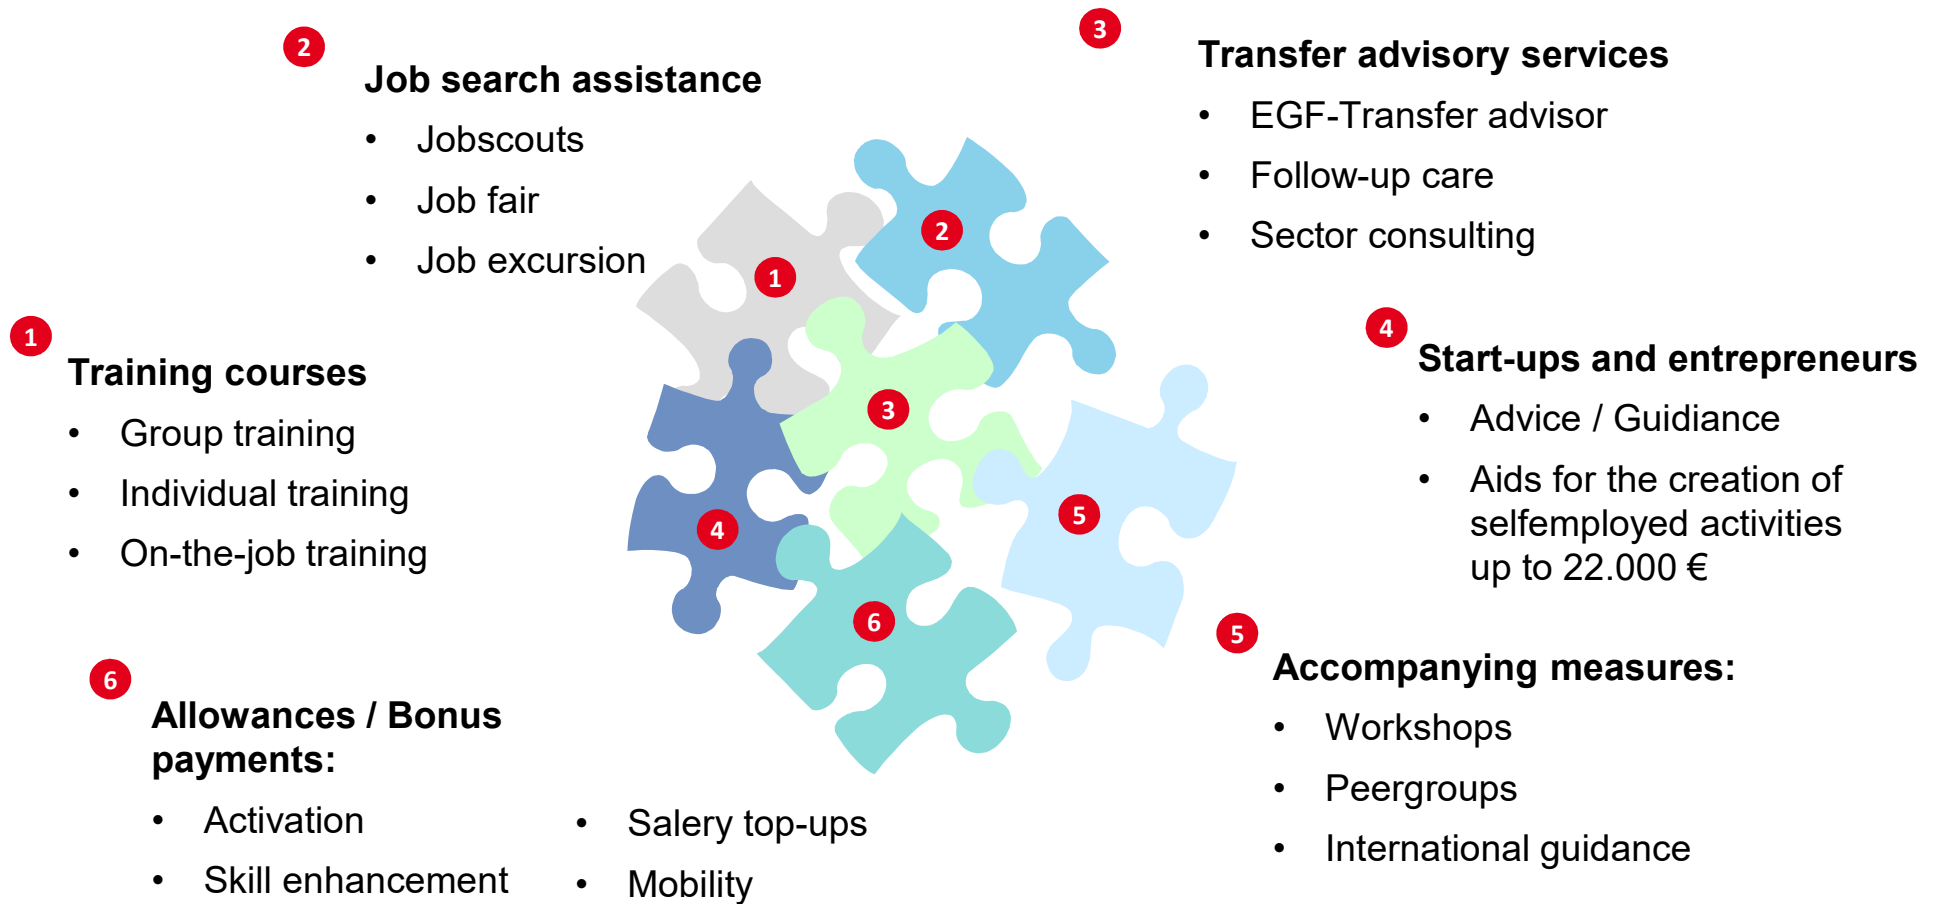 1
Training courses
• Group training
• Individual training
• On-the-job training
2
Job search assistance
• Jobscouts
• Job fair
• Job excursion
3
Transfer advisory services
• EGF-Transfer advisor
• Follow-up care
• Sector consulting
4
Start-ups and entrepreneurs
• Advice / Guidiance
• Aids for the creation of
selfemployed activities
up to 22.000 €
5
Accompanying measures:
• Workshops
• Peergroups
• International guidance
6
Allowances / Bonus
payments:
• Activation
• Skill enhancement
• Salery top-ups
• Mobility
1
2
3
4
5
6